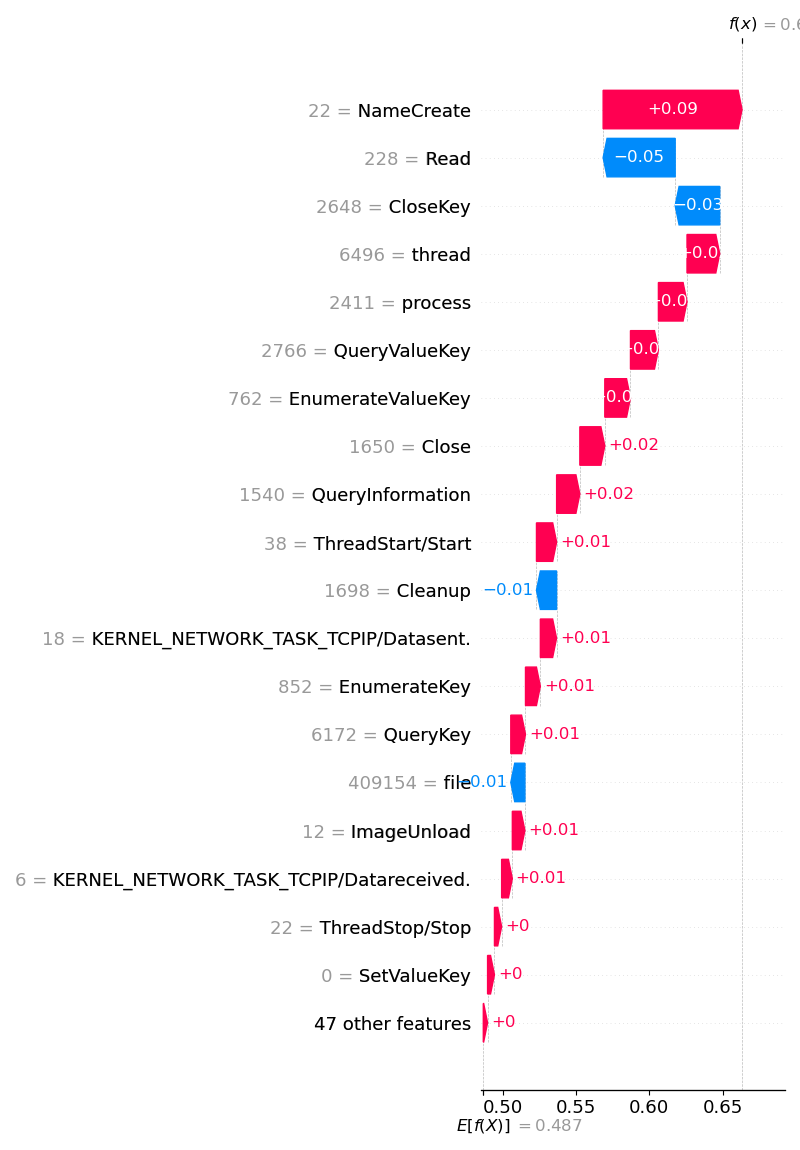 f(x) = 0.6
22 = NameCreate +0.09
228 = Read −0.05
2648 = CloseKey −0.03
6496 = thread
2411 = process
2766 = QueryValueKey
762 = EnumerateValueKey
1650 = Close +0.02
1540 = QueryInformation +0.02
38 = ThreadStart/Start +0.01
1698 = Cleanup −0.01
18 = KERNEL_NETWORK_TASK_TCPIP/Datasent. +0.01
852 = EnumerateKey +0.01
6172 = QueryKey +0.01
409154 = file −0.01
12 = ImageUnload +0.01
6 = KERNEL_NETWORK_TASK_TCPIP/Datareceived. +0.01
22 = ThreadStop/Stop +0
0 = SetValueKey +0
47 other features +0
0.50 0.55 0.60 0.65
E[f(X)] = 0.487